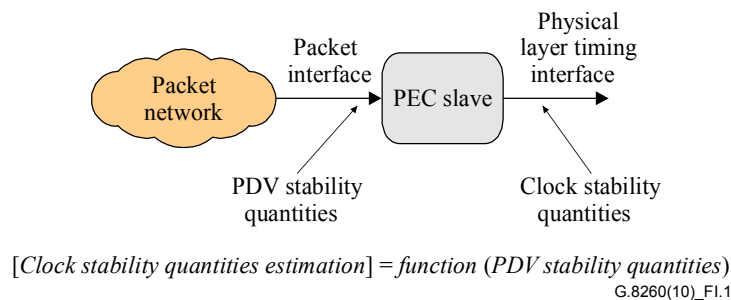 Physical
layer timing
interface
Packet
interface
Packet
network
PEC slave
PDV stability
quantities
Clock stability
quantities
[Clock stability quantities estimation] = function (PDV stability quantities)
G.8260(10)_FI.1